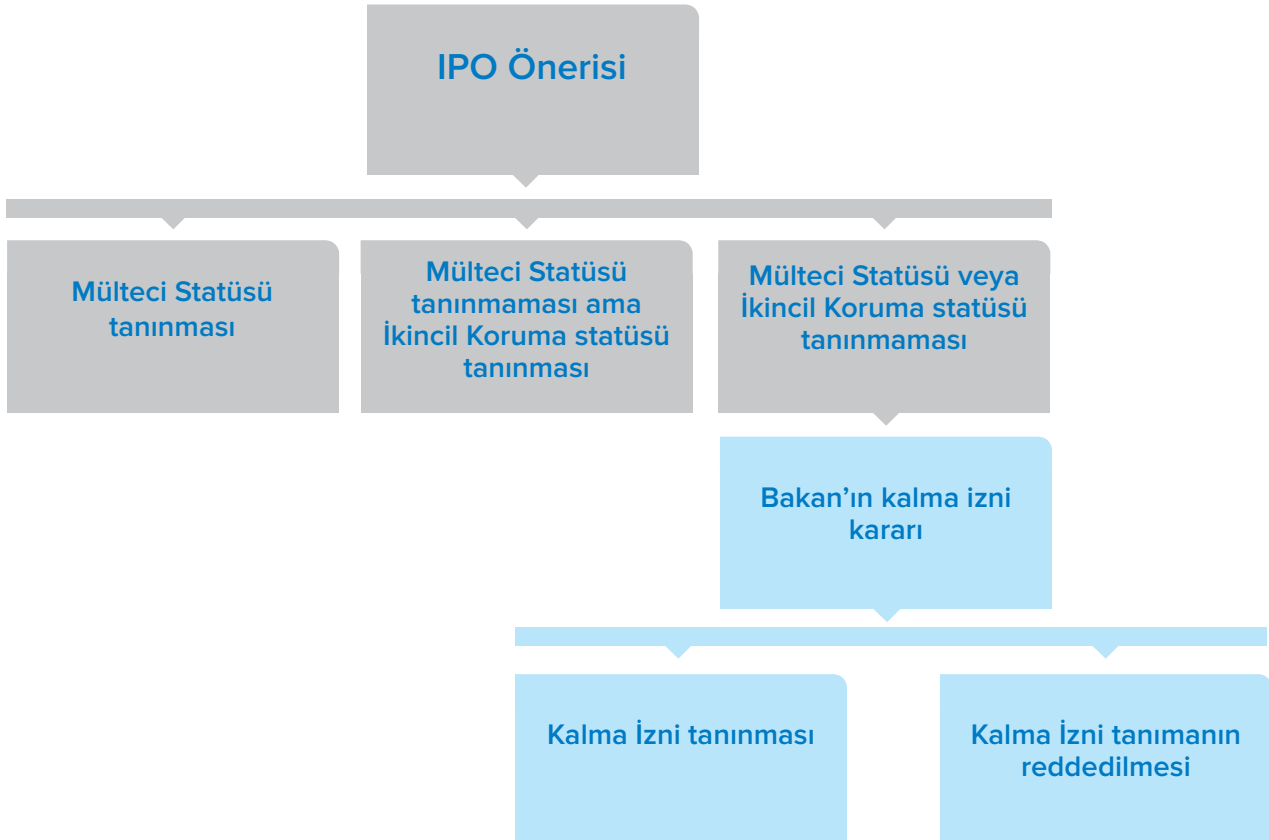 IPO Önerisi
Mülteci Statüsü
tanınması
Mülteci Statüsü
tanınmaması ama
İkincil Koruma statüsü
tanınması
Mülteci Statüsü veya
İkincil Koruma statüsü
tanınmaması
Bakan’ın kalma izni
kararı
Kalma İzni tanınması
Kalma İzni tanımanın
reddedilmesi